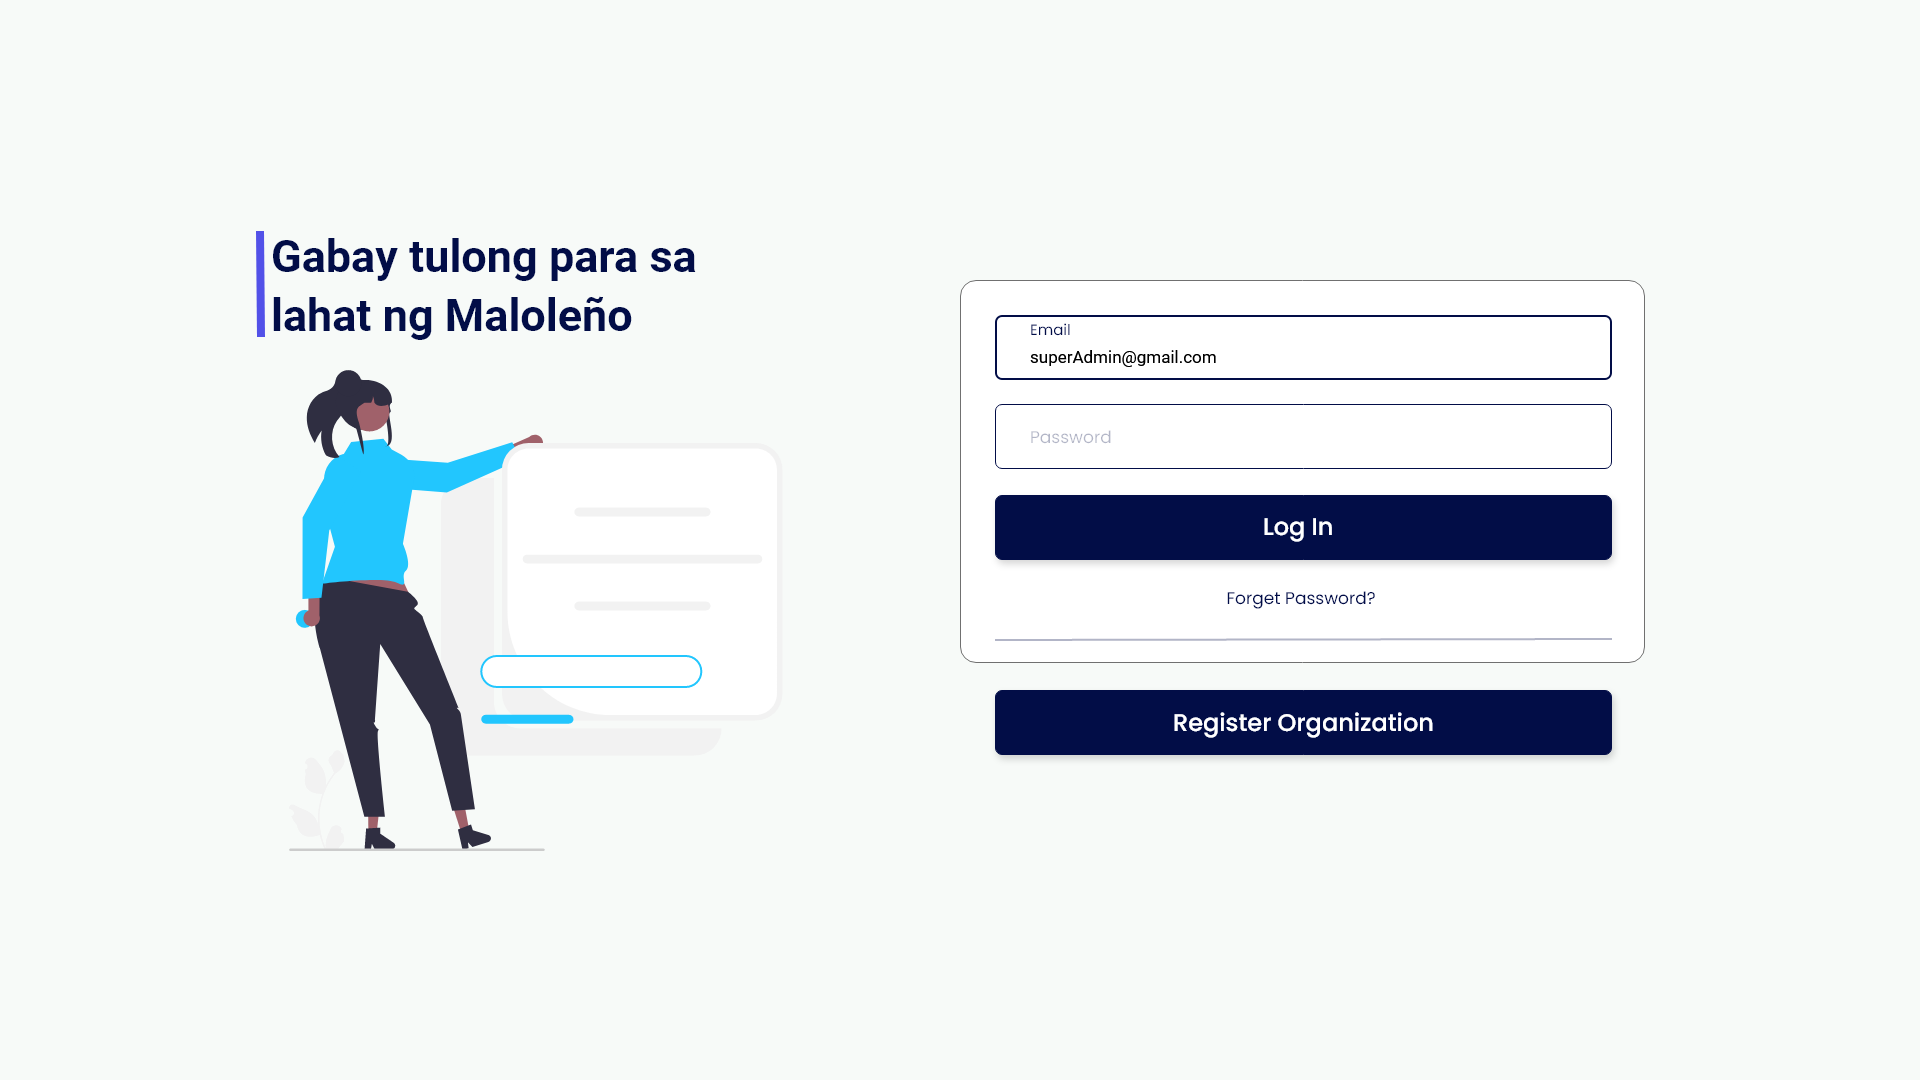 Gabay tulong para sa
lahat ng Maloleño
Email
superAdmin@gmail.com
Password
Log In
Forget Password?
Register Organization